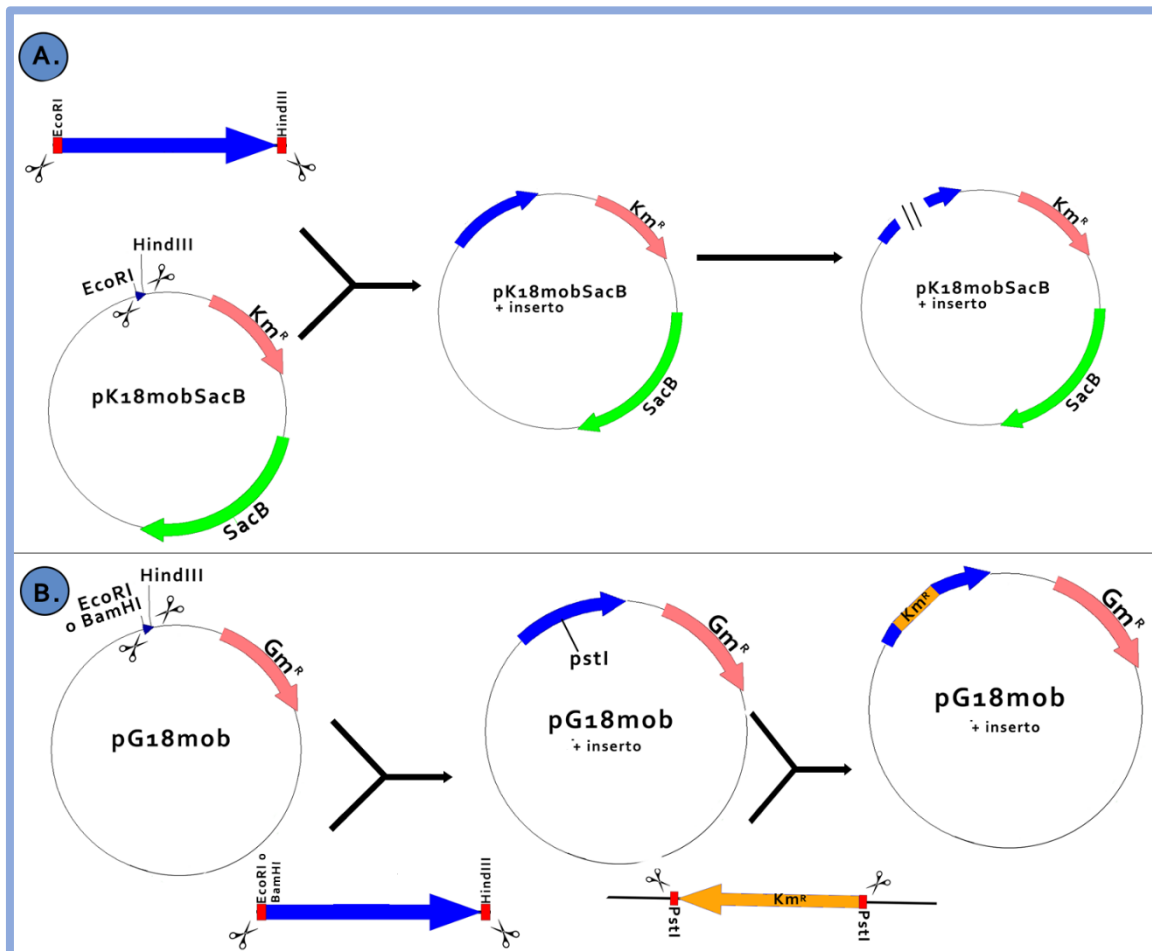 A.
EcoRI
HindIII
HindIII
EcoRI
Kmᴿ
pK18mobSacB
SacB
Kmᴿ
pK18mobSacB
+ inserto
SacB
Kmᴿ
pK18mobSacB
+ inserto
SacB
B.
HindIII
EcoRI
o BamHI
Gmᴿ
pG18mob
EcoRI o
BamHI
HindIII
Gmᴿ
pstI
pG18mob
+ inserto
PstI
Kmᴿ
PstI
Kmᴿ
Gmᴿ
pG18mob
+ inserto